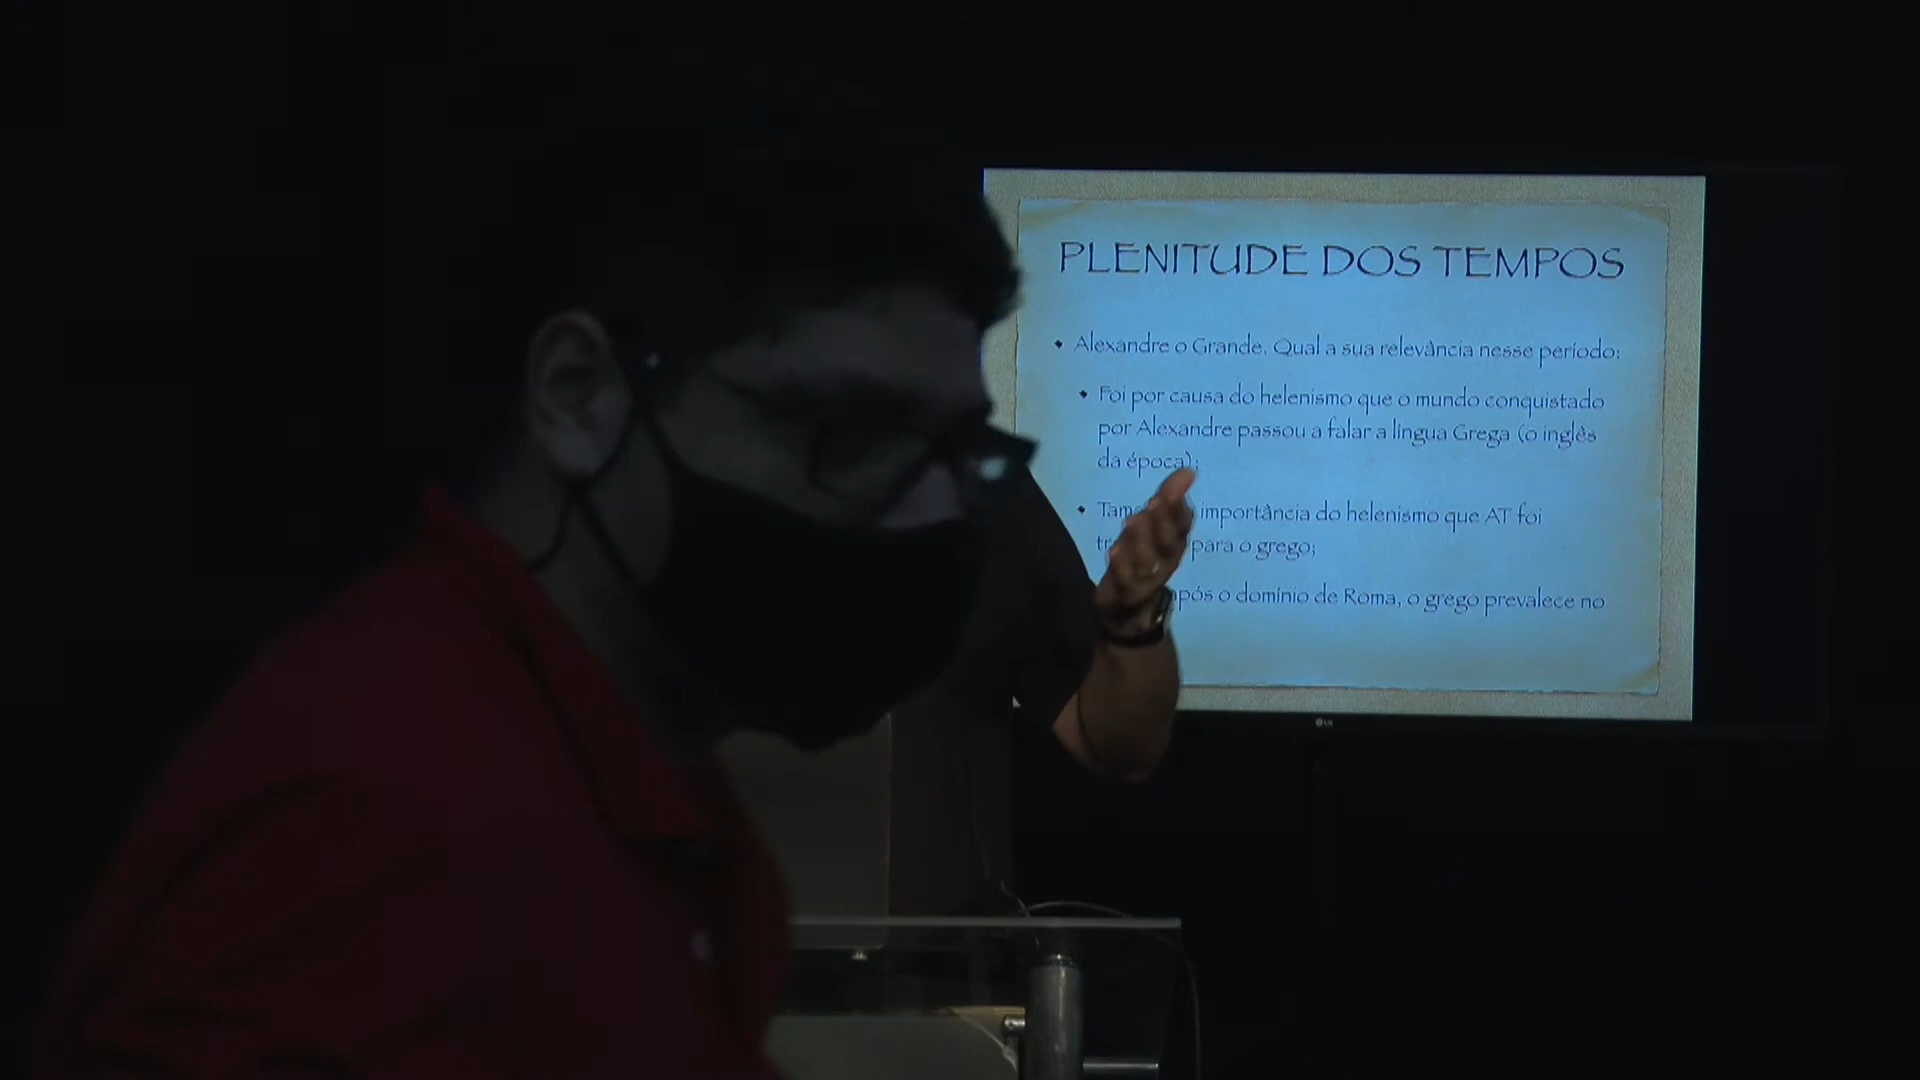 PLENITUDE DOS TEMPOS
Alexandre o Grande. Qual a sua relevância nesse período:
Foi por causa do helenismo que o mundo conquistado
por Alexandre passou a falar a língua Grega (o inglês
da época);
importância do helenismo que AT foi
para o grego;
após o domínio de Roma, o grego prevalece no
LG